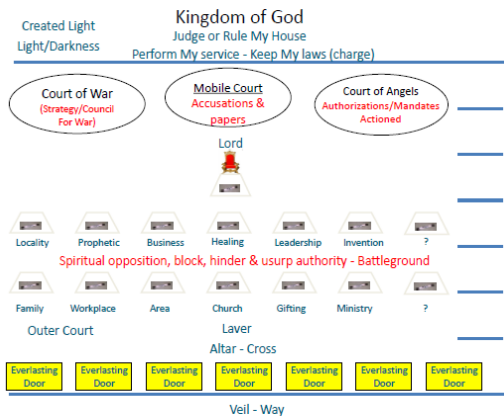 Kingdom of God
Created Light
Light/Darkness
Judge or Rule My House
Perform My service - Keep My laws (charge)
Court of War
(Strategy/Council
For War)
Mobile Court
Accusations &
papers
Court of Angels
Authorizations/Mandates
Actioned
Lord
Locality Prophetic Business Healing Leadership Invention ?
Spiritual opposition, block, hinder & usurp authority - Battleground
Family Workplace Area Church Gifting Ministry ?
Outer Court
Laver
Altar - Cross
Everlasting Door
Everlasting Door
Everlasting Door
Everlasting Door
Everlasting Door
Everlasting Door
Everlasting Door
Veil - Way